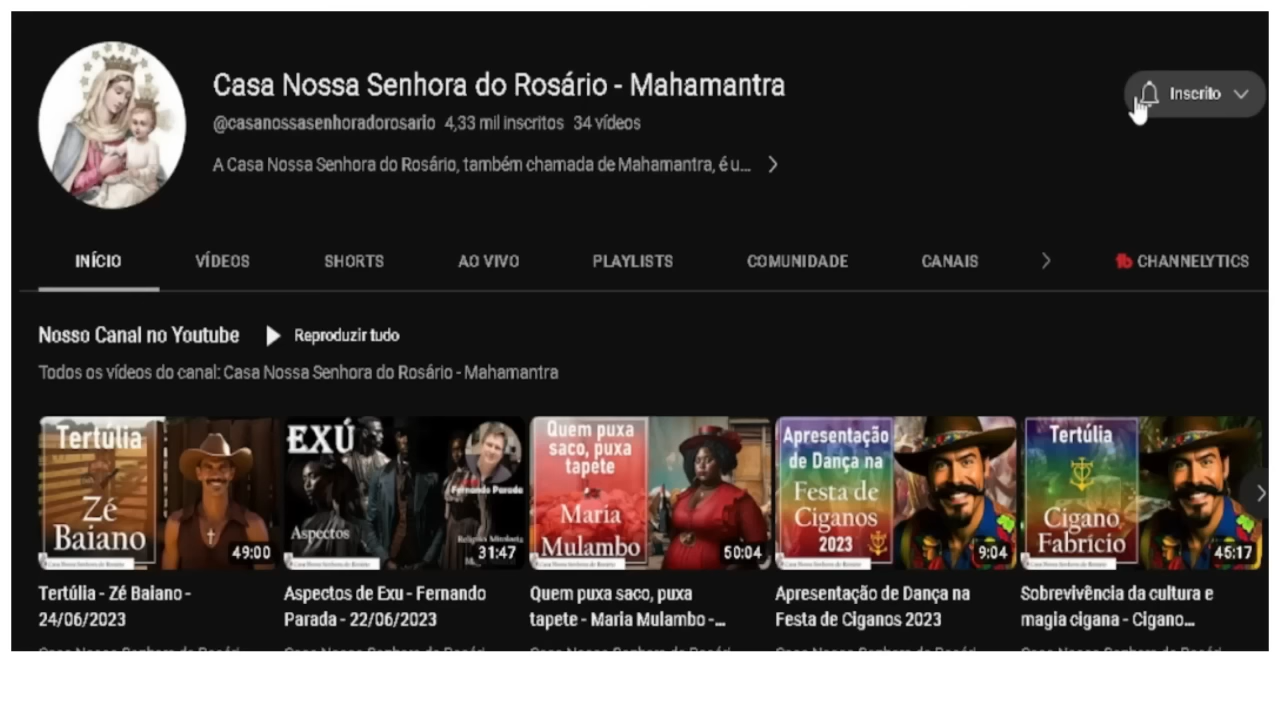 Casa Nossa Senhora do Rosário - Mahamantra
@casanossasenhoradorosario 4,33 mil inscritos 34 vídeos
A Casa Nossa Senhora do Rosário, também chamada de Mahamantra, é u...
Inscrito
INÍCIO VÍDEOS SHORTS AO VIVO PLAYLISTS COMUNIDADE CANAIS CHANNELYTICS
Nosso Canal no Youtube Reproduzir tudo
Todos os vídeos do canal: Casa Nossa Senhora do Rosário - Mahamantra
Tertúlia
Zé
Baiano
49:00
EXÚ
Fernando Parada
Aspectos
31:47
Quem puxa
saco, puxa
tapete
Maria
Mulambo
50:04
Apresentação
de Dança na
Festa de
Ciganos
2023
9:04
Tertúlia
Cigano
Fabricio
45:17
Tertúlia - Zé Baiano -
24/06/2023
Aspectos de Exu - Fernando
Parada - 22/06/2023
Quem puxa saco, puxa
tapete - Maria Mulambo -...
Apresentação de Dança na
Festa de Ciganos 2023
Sobrevivência da cultura e
magia cigana - Cigano...